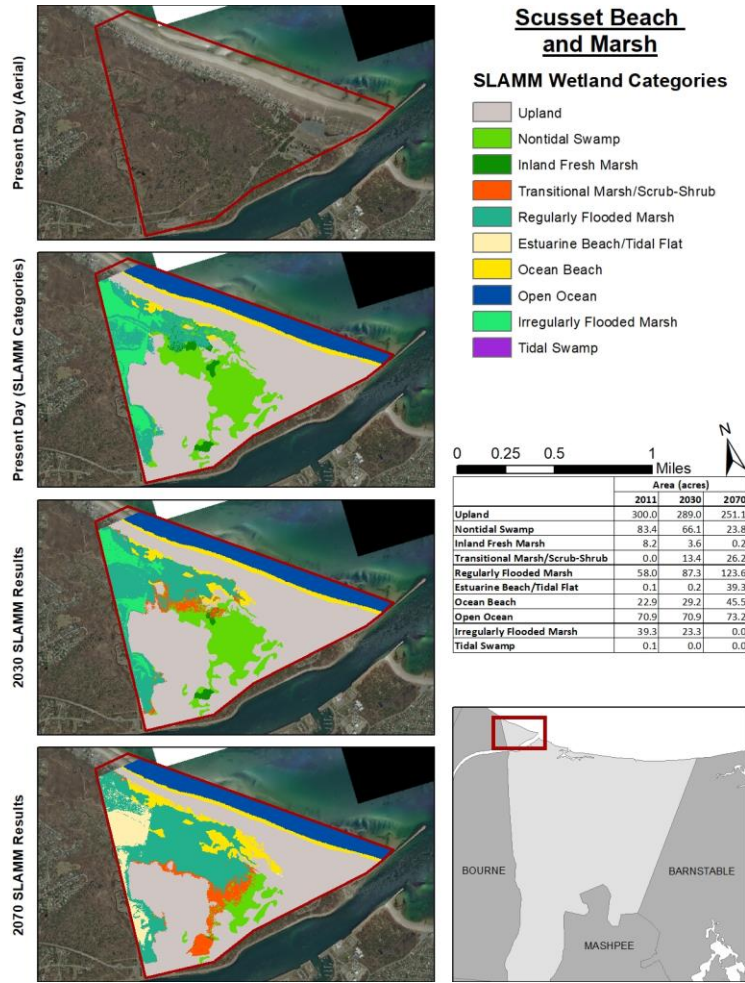 Scusset Beach
and Marsh
SLAMM Wetland Categories
Upland
Nontidal Swamp
Inland Fresh Marsh
Transitional Marsh/Scrub-Shrub
Regularly Flooded Marsh
Estuarine Beach/Tidal Flat
Ocean Beach
Open Ocean
Irregularly Flooded Marsh
Tidal Swamp
Present Day (Aerial)
Present Day (SLAMM Categories)
2030 SLAMM Results
2070 SLAMM Results
N
0 0.25 0.5 1
Miles
Area (acres)
2011 2030 2070
Upland 300.0 289.0 251.1
Nontidal Swamp 83.4 66.1 23.8
Inland Fresh Marsh 8.2 3.6 0.2
Transitional Marsh/Scrub-Shrub 0.0 13.4 26.2
Regularly Flooded Marsh 58.0 87.3 123.6
Estuarine Beach/Tidal Flat 0.1 0.2 39.3
Ocean Beach 22.9 29.2 45.5
Open Ocean 70.9 70.9 73.2
Irregularly Flooded Marsh 39.3 23.3 0.0
Tidal Swamp 0.1 0.0 0.0
BOURNE
BARNSTABLE
MASHPEE